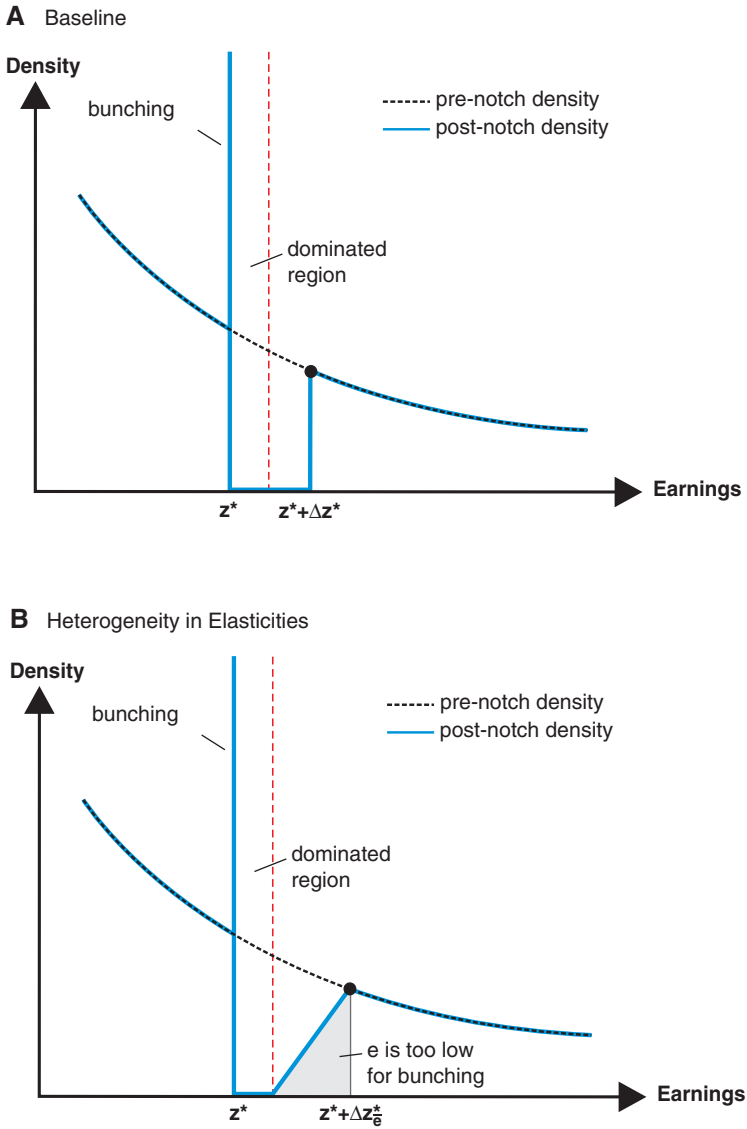 A Baseline
Density
bunching
pre-notch density
post-notch density
dominated
region
Earnings
z*
z*+Δz*
B Heterogeneity in Elasticities
Density
bunching
pre-notch density
post-notch density
dominated
region
e is too low
for bunching
Earnings
z*
z*+Δz*e̅